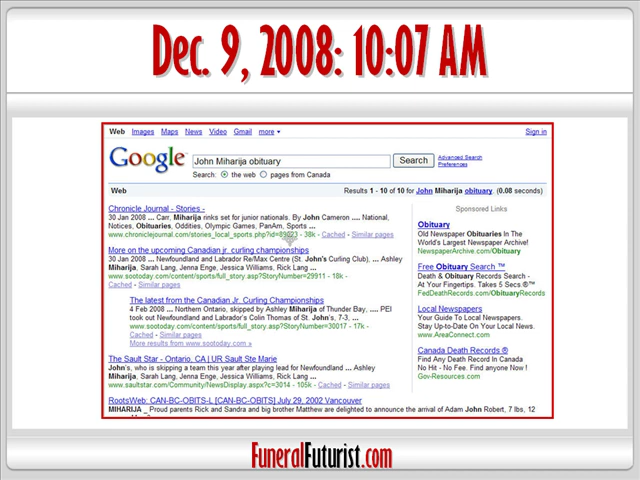 Dec. 9, 2008: 10:07 AM
Web Images Maps News Video Gmail more ▾ Sign in
Google John Miharija obituary Search Advanced Search
Preferences
Search: the web pages from Canada
Web Results 1 - 10 of 10 for John Miharija obituary. (0.08 seconds)
Chronicle Journal - Stories -
30 Jan 2008 ... Carr, Miharija rinks set for junior nationals. By John Cameron .... National,
Notices, Obituaries, Oddities, Olympic Games, PanAm, Sports ...
www.chroniclejournal.com/stories_local_sports.php?id=89023 - 38k - Cached - Similar pages
More on the upcoming Canadian jr. curling championships
30 Jan 2008 ... Newfoundland and Labrador Re/Max Centre (St. John's Curling Club), ... Ashley
Miharija, Sarah Lang, Jenna Enge, Jessica Williams, Rick Lang ...
www.sootoday.com/content/sports/full_story.asp?StoryNumber=29911 - 18k -
Cached - Similar pages
The latest from the Canadian Jr. Curling Championships
4 Feb 2008 ... Northern Ontario, skipped by Ashley Miharija of Thunder Bay, .... PEI
took out Newfoundland and Labrador's Colin Thomas of St. John's, 7-3, ...
www.sootoday.com/content/sports/full_story.asp?StoryNumber=30017 - 17k -
Cached - Similar pages
More results from www.sootoday.com »
The Sault Star - Ontario, CA | UR Sault Ste Marie
John's, who is skipping a team this year after playing lead for Newfoundland ... Ashley
Miharija, Sarah Lang, Jenna Enge, Jessica Williams, Rick Lang ...
www.saultstar.com/Community/NewsDisplay.aspx?c=3014 - 105k - Cached - Similar pages
RootsWeb: CAN-BC-OBITS-L [CAN-BC-OBITS] July 29, 2002 Vancouver
MIHARIJA _ Proud parents Rick and Sandra and big brother Matthew are delighted to announce the arrival of Adam John Robert, 7 lbs, 12
Sponsored Links
Obituary
Old Newspaper Obituaries In The
World's Largest Newspaper Archive!
NewspaperArchive.com/Obituary
Free Obituary Search ™
Death & Obituary Records Search -
At Your Fingertips. Takes 5 Secs.®™
FedDeathRecords.com/ObituaryRecords
Local Newspapers
Your Guide To Local Newspapers.
Stay Up-to-Date On Your Local News.
www.AreaConnect.com
Canada Death Records ®
Find Any Death Record In Canada
No Hit - No Fee. Find anyone Now !
Gov-Resources.com
FuneralFuturist.com